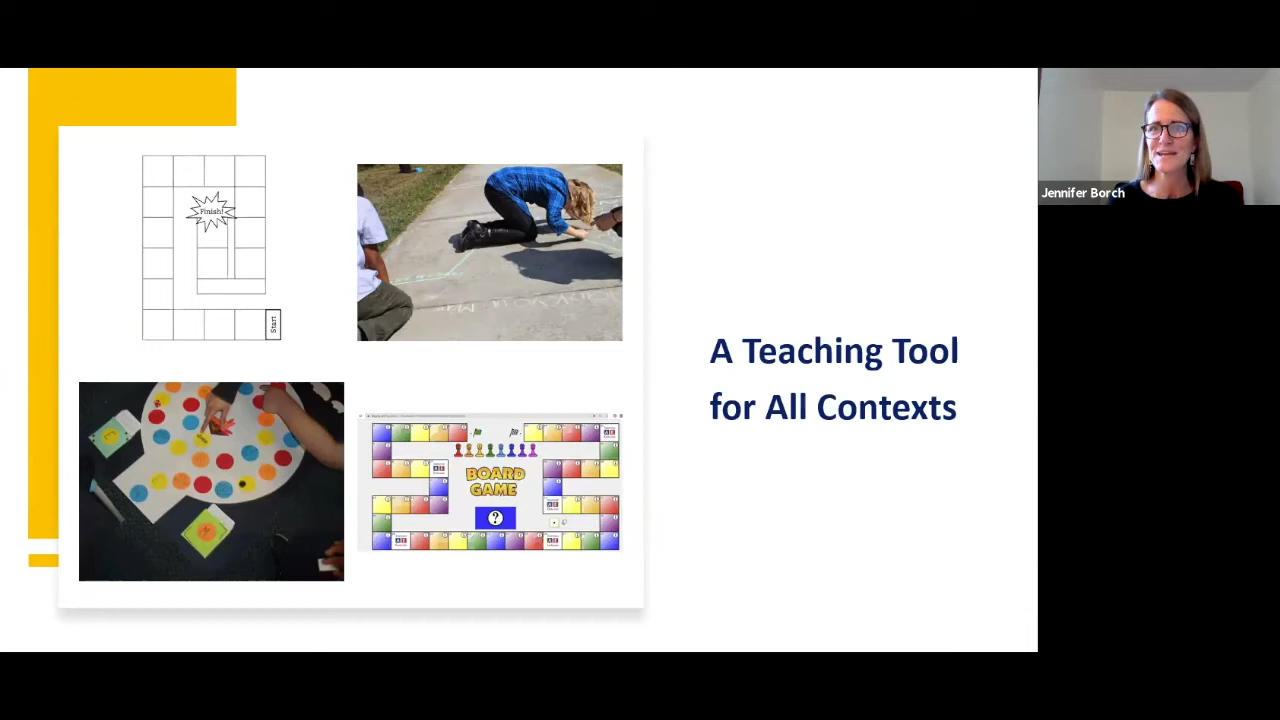 Finish!
Start
BOARD
GAME
?
A Teaching Tool
for All Contexts
Jennifer Borch